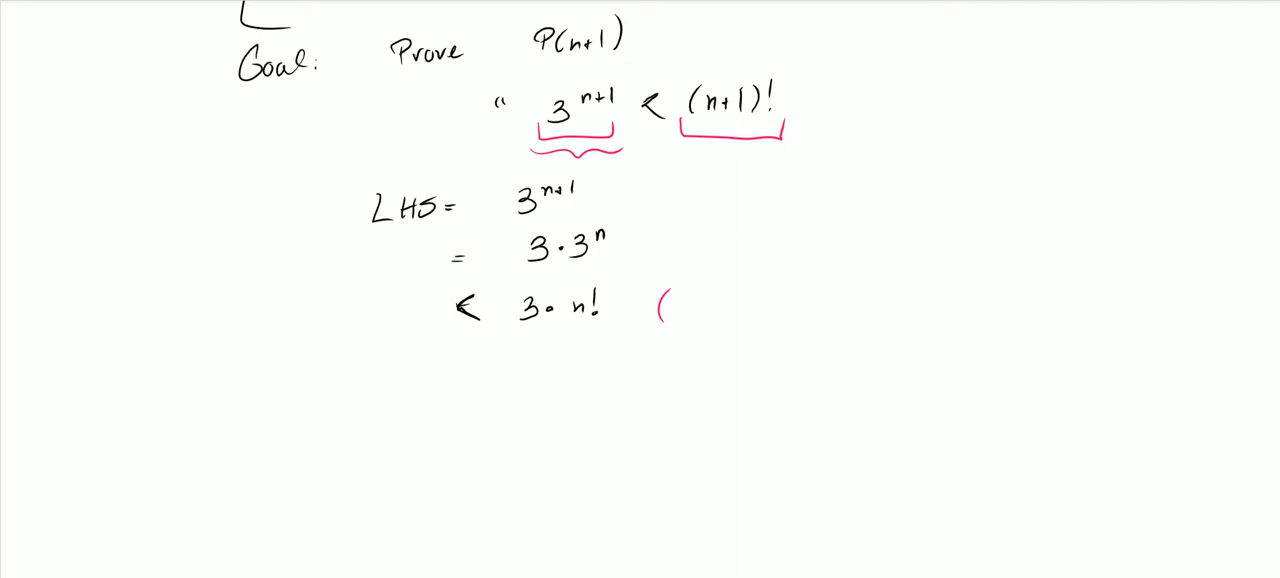 Goal: Prove P(n+1)
" 3^{n+1} < (n+1)!
LHS = 3^{n+1}
= 3 · 3^n
< 3 · n! (